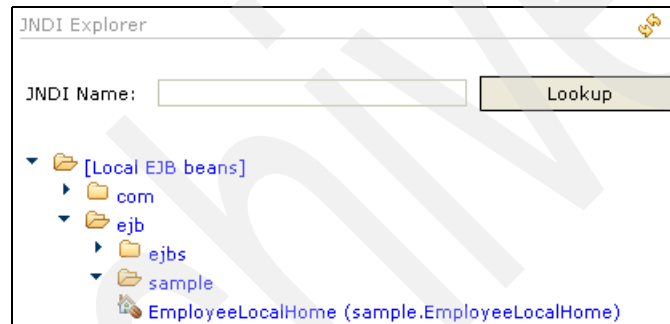 JNDI Explorer
JNDI Name:
Lookup
[Local EJB beans]
com
ejb
ejbs
sample
EmployeeLocalHome (sample.EmployeeLocalHome)